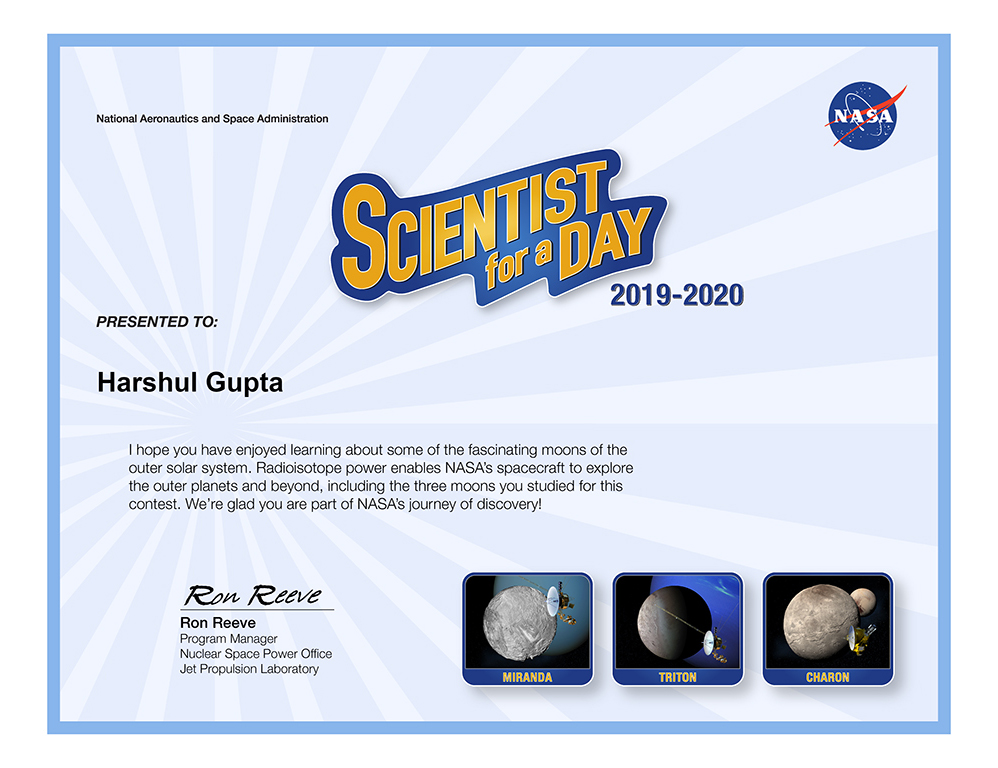 National Aeronautics and Space Administration
NASA
SCIENTIST
for a DAY
2019-2020
PRESENTED TO:
Harshul Gupta
I hope you have enjoyed learning about some of the fascinating moons of the
outer solar system. Radioisotope power enables NASA's spacecraft to explore
the outer planets and beyond, including the three moons you studied for this
contest. We're glad you are part of NASA's journey of discovery!
Ron Reeve
Ron Reeve
Program Manager
Nuclear Space Power Office
Jet Propulsion Laboratory
MIRANDA
TRITON
CHARON